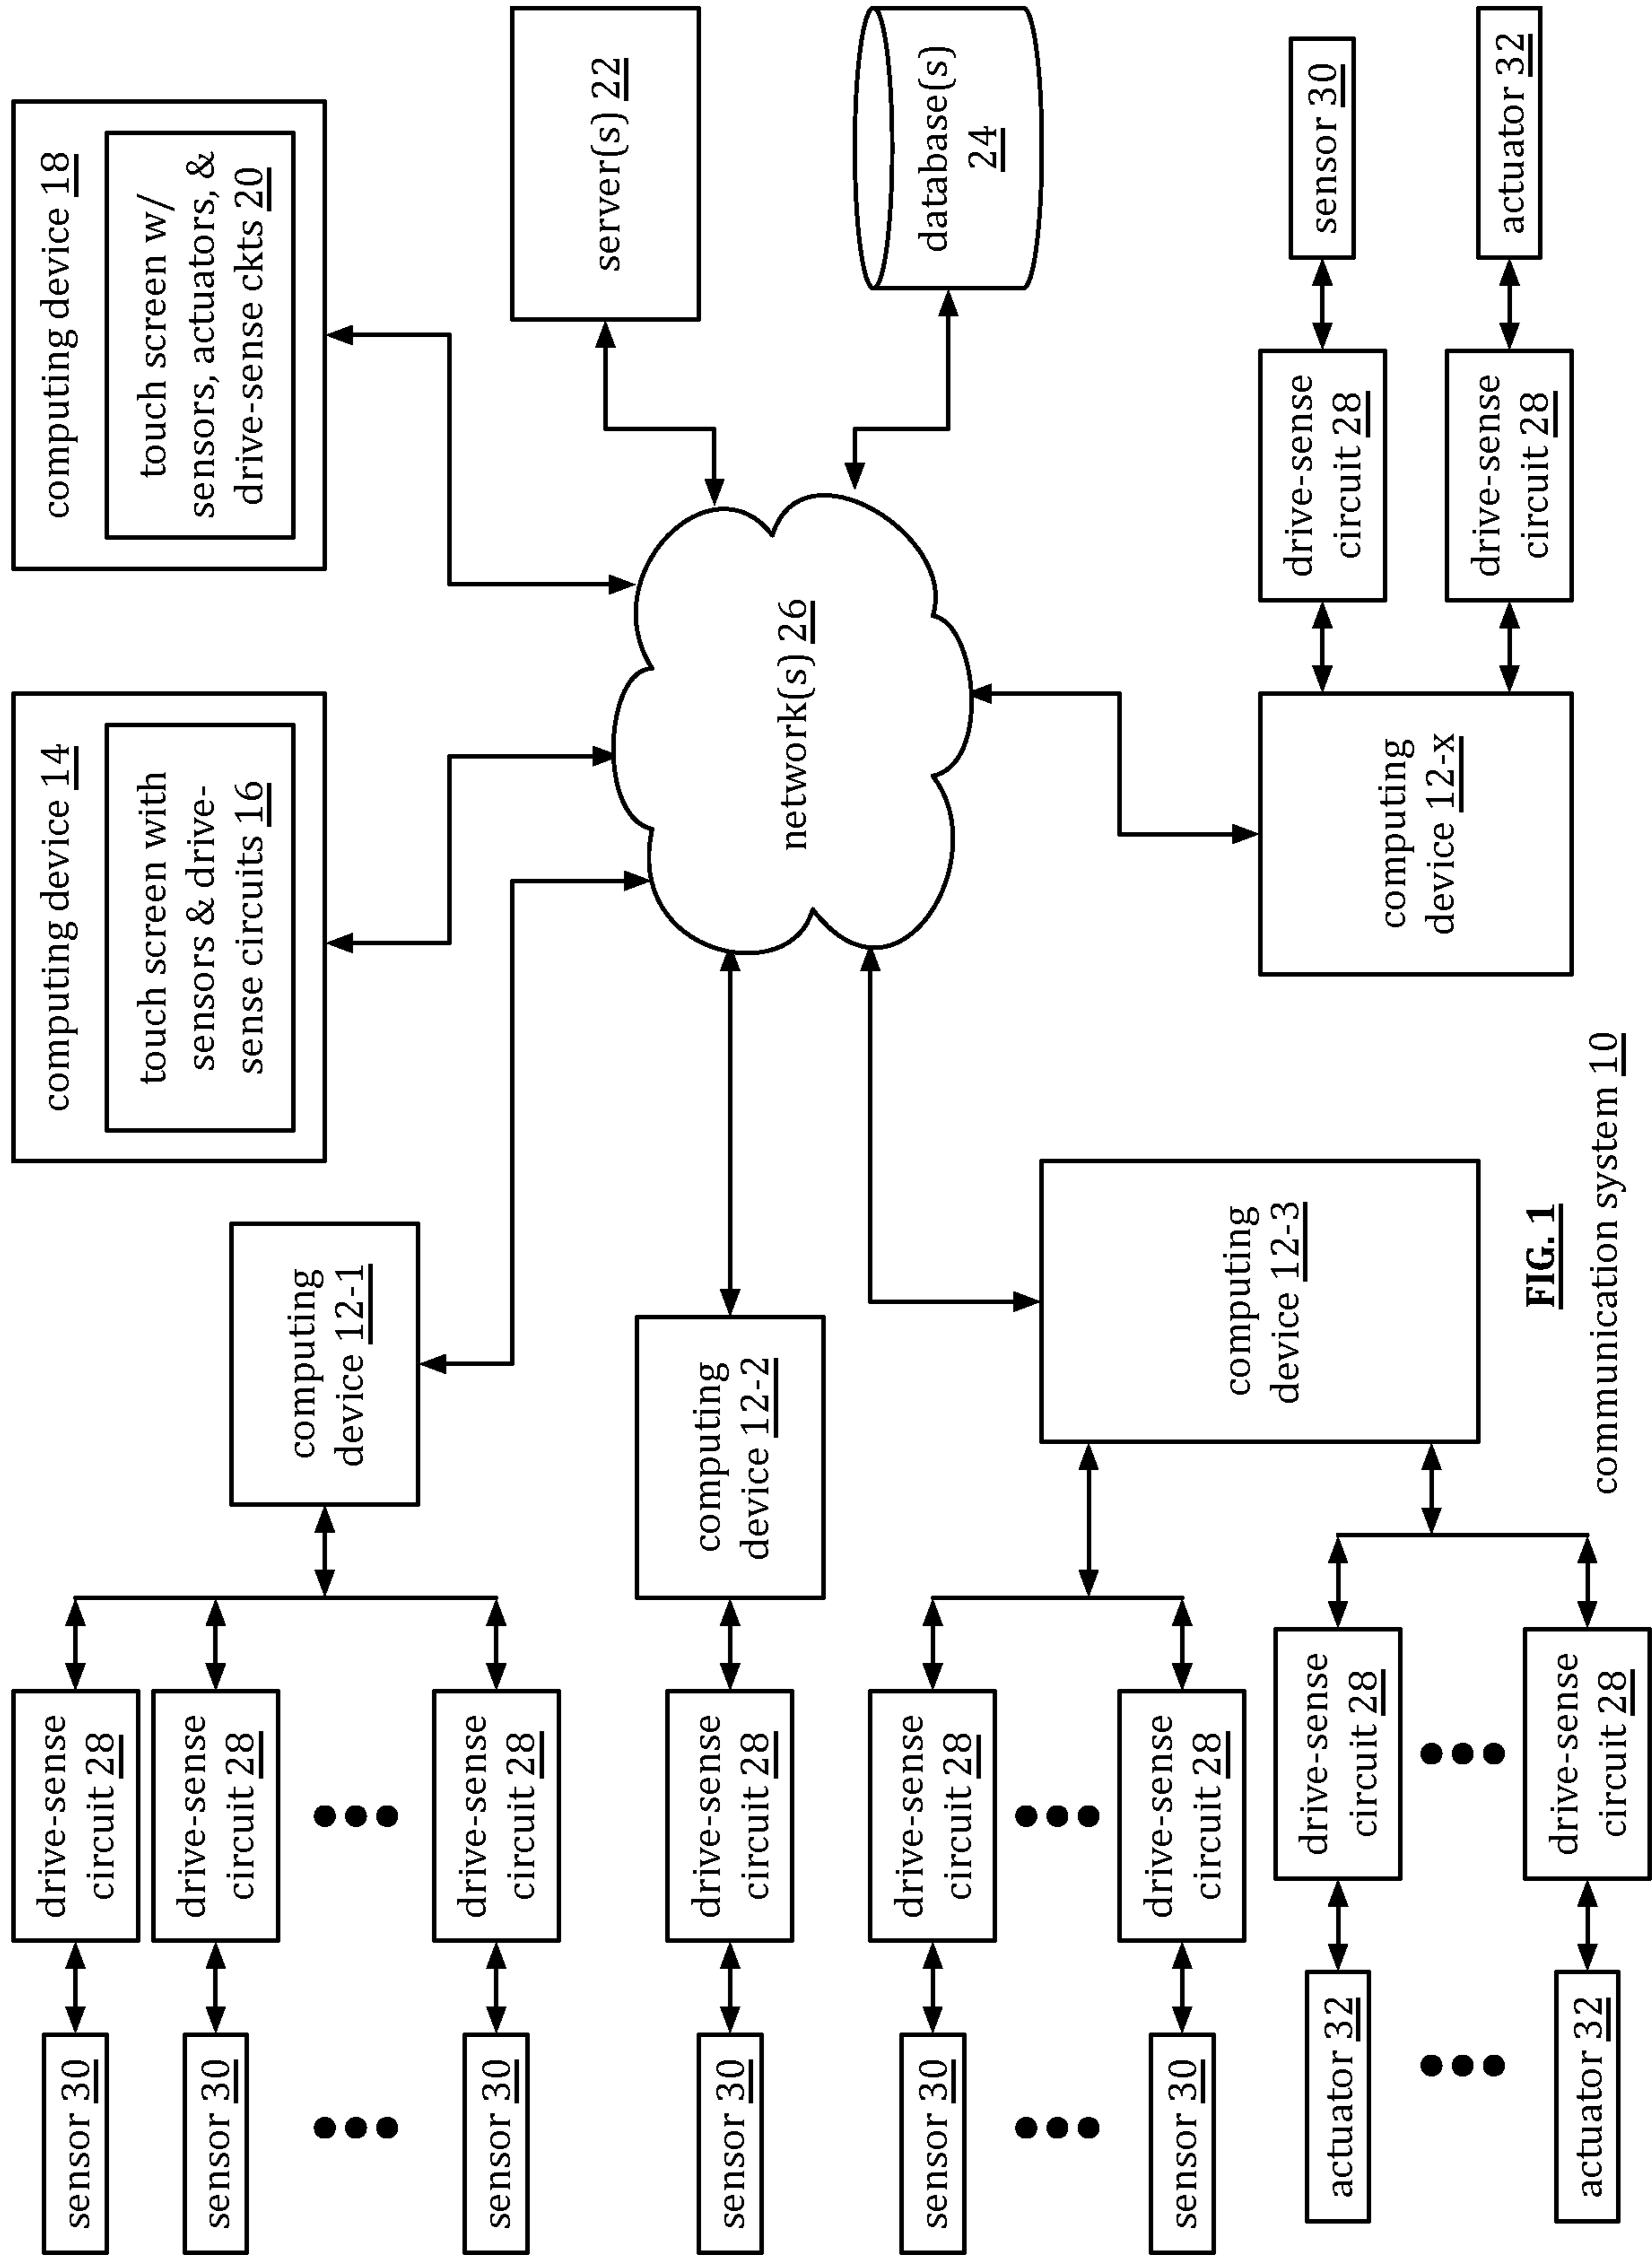 sensor 30
drive-sense
circuit 28
sensor 30
drive-sense
circuit 28
sensor 30
drive-sense
circuit 28
computing
device 12-1
computing device 14
touch screen with
sensors & drive-
sense circuits 16
computing device 18
touch screen w/
sensors, actuators, &
drive-sense ckts 20
server(s) 22
database(s)
24
network(s) 26
sensor 30
drive-sense
circuit 28
computing
device 12-2
sensor 30
drive-sense
circuit 28
sensor 30
drive-sense
circuit 28
computing
device 12-3
actuator 32
drive-sense
circuit 28
actuator 32
drive-sense
circuit 28
computing
device 12-x
drive-sense
circuit 28
sensor 30
drive-sense
circuit 28
actuator 32
FIG. 1
communication system 10